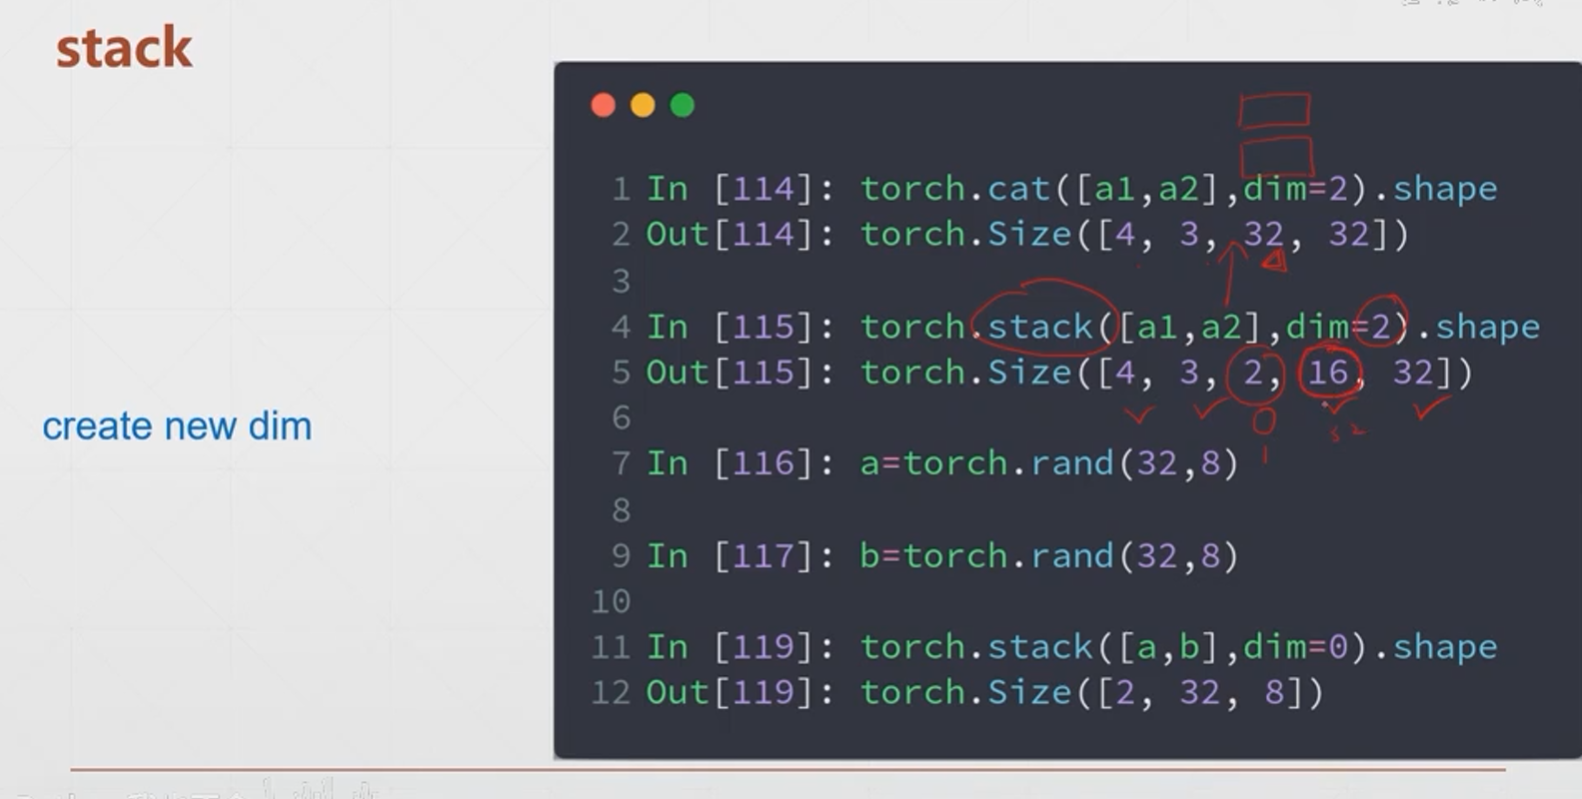 stack
1 In [114]: torch.cat([a1,a2],dim=2).shape
2 Out[114]: torch.Size([4, 3, 32, 32])
3
4 In [115]: torch.stack([a1,a2],dim=2).shape
5 Out[115]: torch.Size([4, 3, 2, 16, 32])
6
0
32
1
create new dim
7 In [116]: a=torch.rand(32,8)
8
9 In [117]: b=torch.rand(32,8)
10
11 In [119]: torch.stack([a,b],dim=0).shape
12 Out[119]: torch.Size([2, 32, 8])